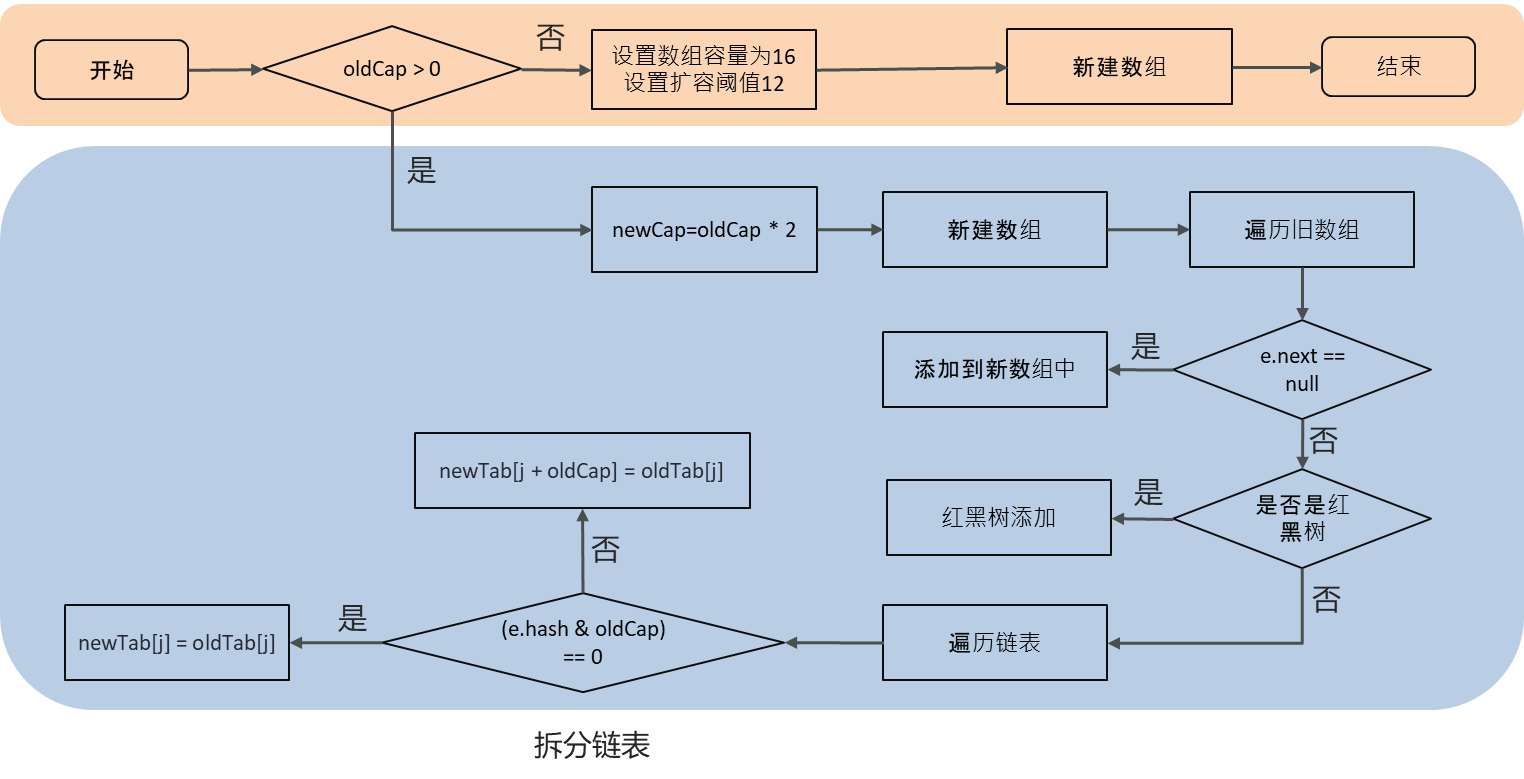 开始
oldCap > 0
否
设置数组容量为16
设置扩容阈值12
新建数组
结束
是
newCap=oldCap * 2
新建数组
遍历旧数组
e.next ==
null
是
添加到新数组中
否
是否是红
黑树
是
红黑树添加
否
遍历链表
(e.hash & oldCap)
== 0
否
newTab[j + oldCap] = oldTab[j]
是
newTab[j] = oldTab[j]
拆分链表